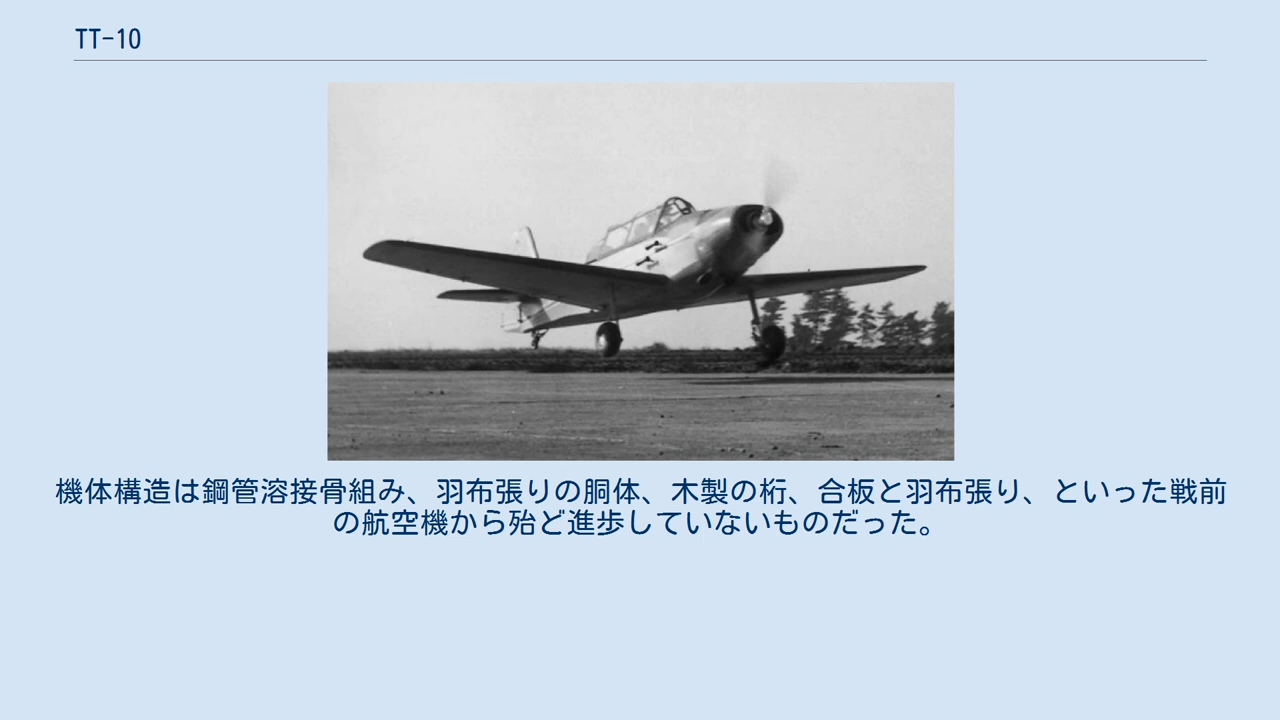 TT-10
機体構造は鋼管溶接骨組み、羽布張りの胴体、木製の桁、合板と羽布張り、といった戦前
の航空機から殆ど進歩していないものだった。